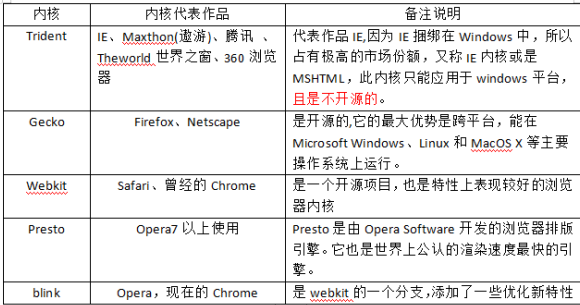 内核 内核代表作品 备注说明
Trident IE、Maxthon(遨游)、腾讯 、 代表作品 IE,因为 IE 捆绑在 Windows 中，所以
Theworld 世界之窗、360 浏览 占有极高的市场份额，又称 IE 内核或是
器 MSHTML，此内核只能应用于 windows 平台，
且是不开源的。
Gecko Firefox、Netscape 是开源的,它的最大优势是跨平台，能在
Microsoft Windows、Linux 和 MacOS X 等主要
操作系统上运行。
Webkit Safari、曾经的 Chrome 是一个开源项目，也是特性上表现较好的浏览
器内核
Presto Opera7 以上使用 Presto 是由 Opera Software 开发的浏览器排版
引擎。它也是世界上公认的渲染速度最快的引
擎。
blink Opera，现在的 Chrome 是 webkit 的一个分支,添加了一些优化新特性